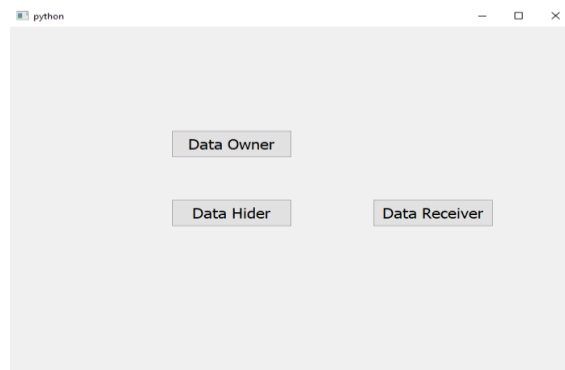 python
Data Owner
Data Hider
Data Receiver